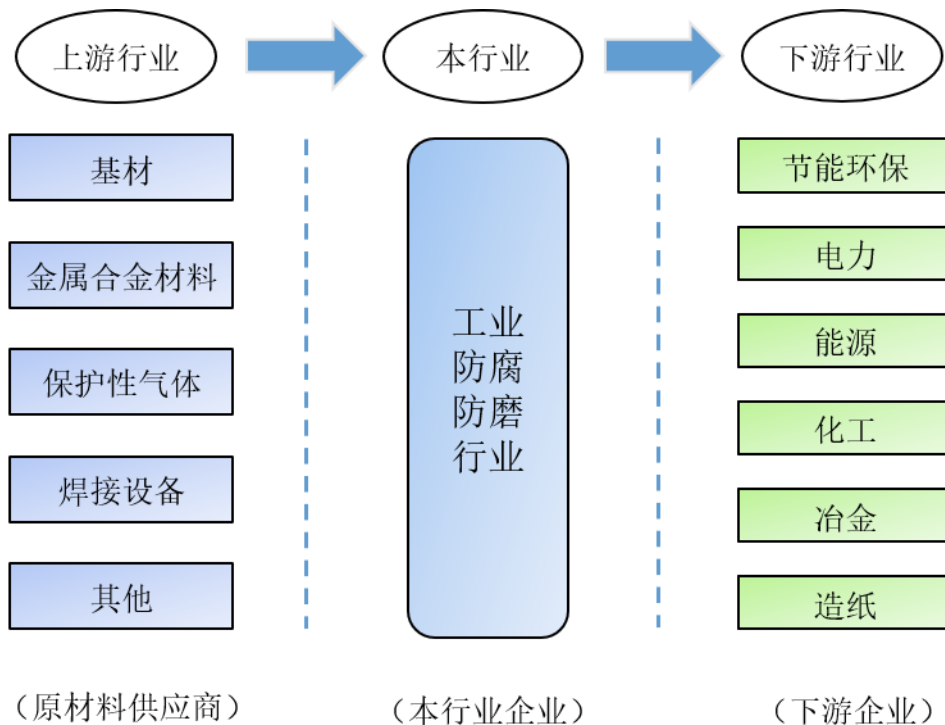 上游行业
本行业
下游行业
基材
金属合金材料
保护性气体
焊接设备
其他
工业
防腐
防磨
行业
节能环保
电力
能源
化工
冶金
造纸
（原材料供应商）
（本行业企业）
（下游企业）